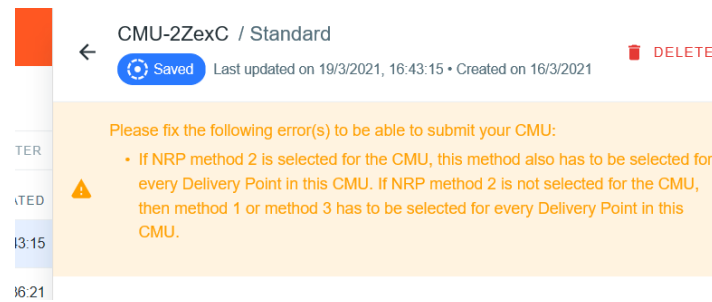 CMU-2ZexC / Standard
DELETE
Saved Last updated on 19/3/2021, 16:43:15 • Created on 16/3/2021
Please fix the following error(s) to be able to submit your CMU:
TER
• If NRP method 2 is selected for the CMU, this method also has to be selected for
every Delivery Point in this CMU. If NRP method 2 is not selected for the CMU,
then method 1 or method 3 has to be selected for every Delivery Point in this
CMU.
ATED
43:15
36:21